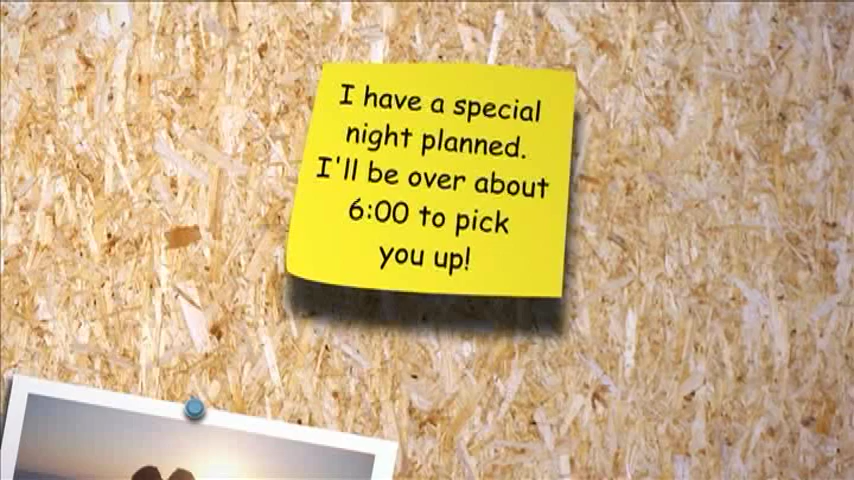 I have a special
night planned.
I'll be over about
6:00 to pick
you up!